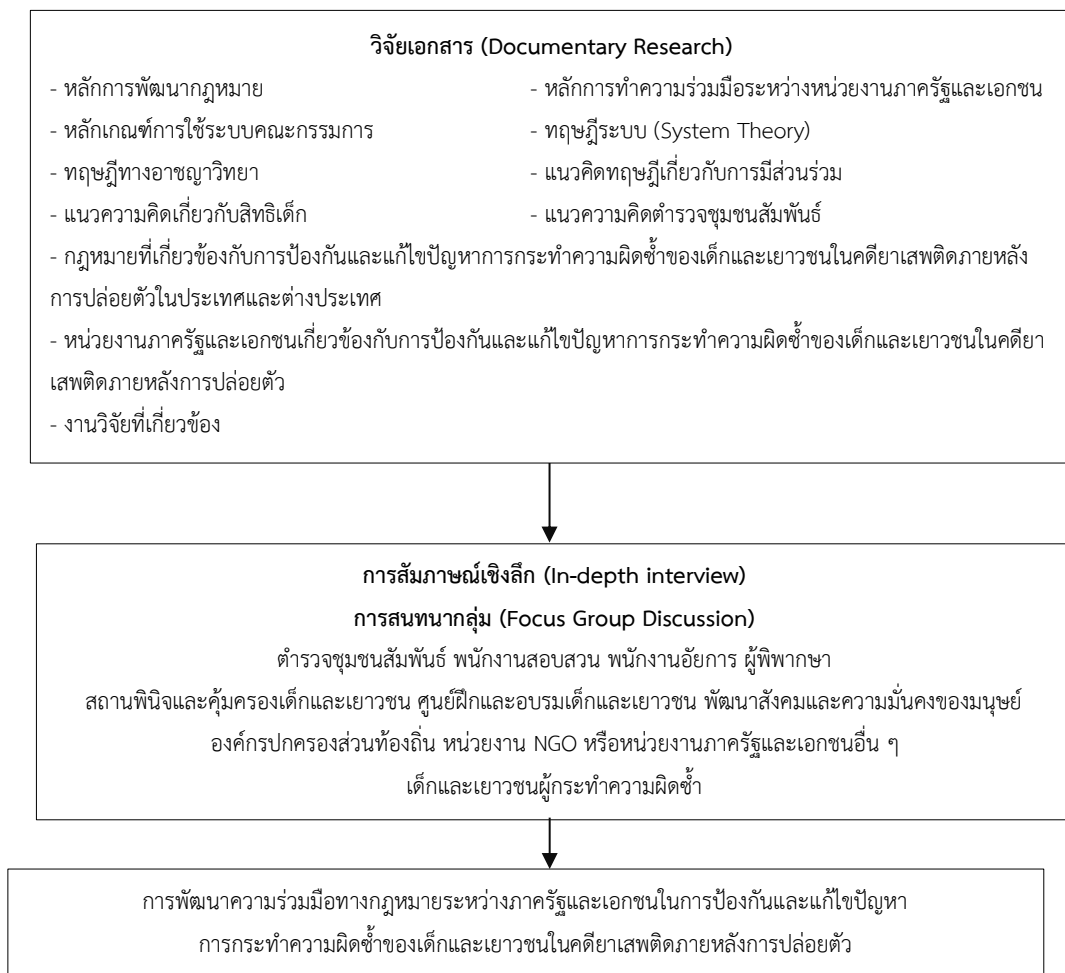 วิจัยเอกสาร (Documentary Research)
- หลักการพัฒนากฎหมาย - หลักการทำความร่วมมือระหว่างหน่วยงานภาครัฐและเอกชน
- หลักเกณฑ์การใช้ระบบคณะกรรมการ - ทฤษฎีระบบ (System Theory)
- ทฤษฎีทางอาชญาวิทยา - แนวคิดทฤษฎีเกี่ยวกับการมีส่วนร่วม
- แนวความคิดเกี่ยวกับสิทธิเด็ก - แนวความคิดตำรวจชุมชนสัมพันธ์
- กฎหมายที่เกี่ยวข้องกับการป้องกันและแก้ไขปัญหาการกระทำความผิดซ้ำของเด็กและเยาวชนในคดียาเสพติดภายหลัง
การปล่อยตัวในประเทศและต่างประเทศ
- หน่วยงานภาครัฐและเอกชนเกี่ยวข้องกับการป้องกันและแก้ไขปัญหาการกระทำความผิดซ้ำของเด็กและเยาวชนในคดียา
เสพติดภายหลังการปล่อยตัว
- งานวิจัยที่เกี่ยวข้อง
การสัมภาษณ์เชิงลึก (In-depth interview)
การสนทนากลุ่ม (Focus Group Discussion)
ตำรวจชุมชนสัมพันธ์ พนักงานสอบสวน พนักงานอัยการ ผู้พิพากษา
สถานพินิจและคุ้มครองเด็กและเยาวชน ศูนย์ฝึกและอบรมเด็กและเยาวชน พัฒนาสังคมและความมั่นคงของมนุษย์
องค์กรปกครองส่วนท้องถิ่น หน่วยงาน NGO หรือหน่วยงานภาครัฐและเอกชนอื่น ๆ
เด็กและเยาวชนผู้กระทำความผิดซ้ำ
การพัฒนาความร่วมมือทางกฎหมายระหว่างภาครัฐและเอกชนในการป้องกันและแก้ไขปัญหา
การกระทำความผิดซ้ำของเด็กและเยาวชนในคดียาเสพติดภายหลังการปล่อยตัว